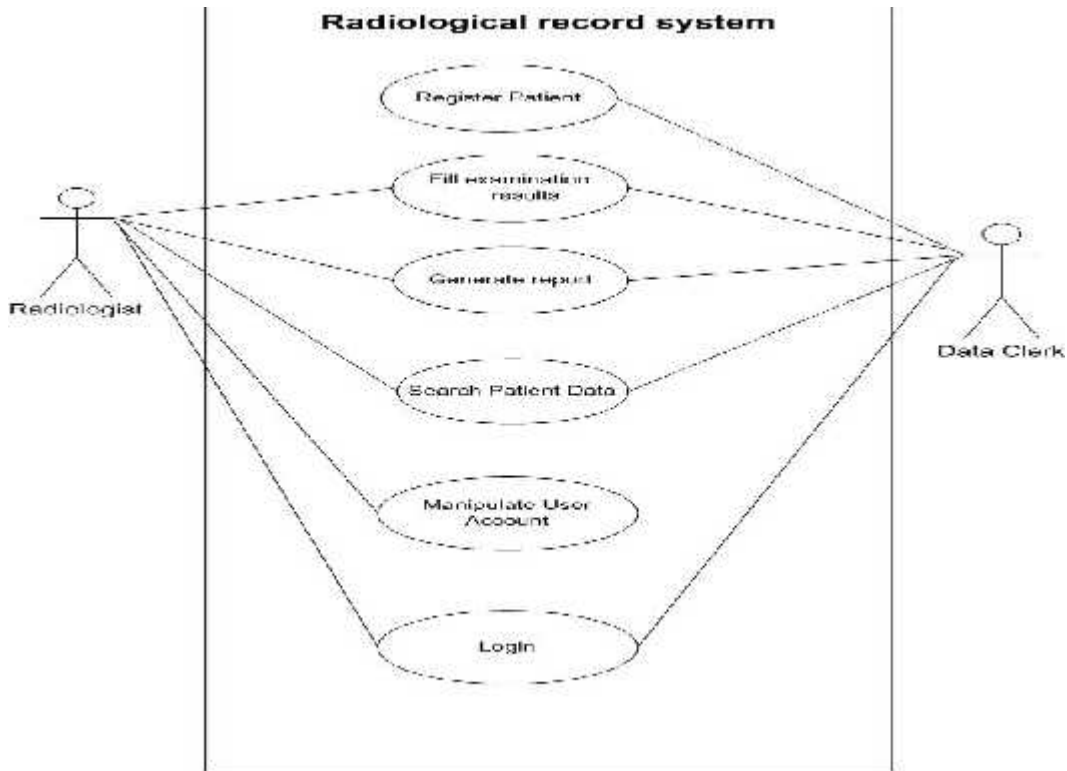 Radiological record system
Register Patient
Fill examination
results
Generate report
Search Patient Data
Manipulate User
Account
LogIn
Radiologist
Data Clerk